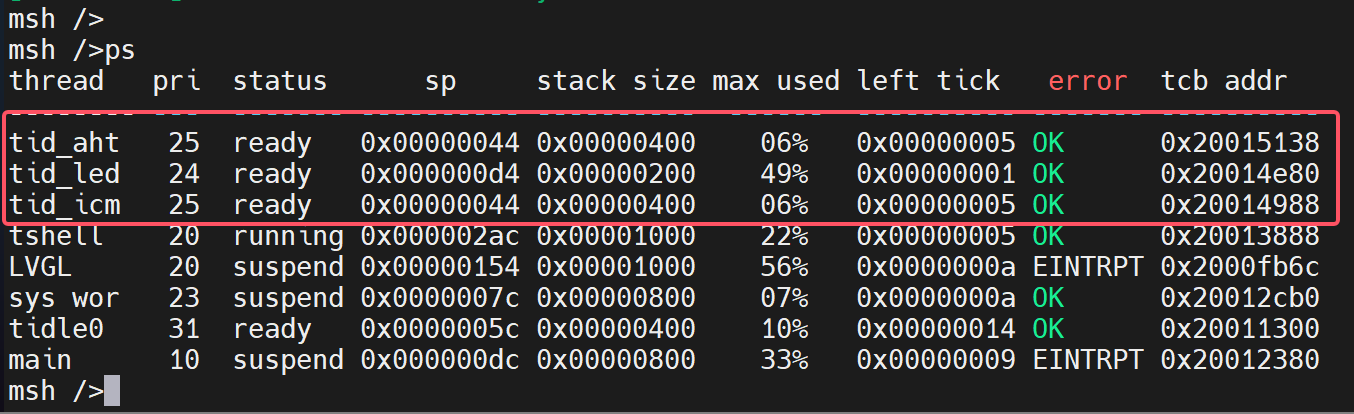 msh />
msh />ps
thread   pri  status      sp     stack size max used left tick   error  tcb addr
-------- ---  ------- ---------- ----------  ------  ---------- ------- ----------
tid_aht   25  ready   0x00000044 0x00000400    06%   0x00000005 OK      0x20015138
tid_led   24  ready   0x000000d4 0x00000200    49%   0x00000001 OK      0x20014e80
tid_icm   25  ready   0x00000044 0x00000400    06%   0x00000005 OK      0x20014988
tshell    20  running 0x000002ac 0x00001000    22%   0x00000005 OK      0x20013888
LVGL      20  suspend 0x00000154 0x00001000    56%   0x0000000a EINTRPT 0x2000fb6c
sys wor   23  suspend 0x0000007c 0x00000800    07%   0x0000000a OK      0x20012cb0
tidle0    31  ready   0x0000005c 0x00000400    10%   0x00000014 OK      0x20011300
main      10  suspend 0x000000dc 0x00000800    33%   0x00000009 EINTRPT 0x20012380
msh />